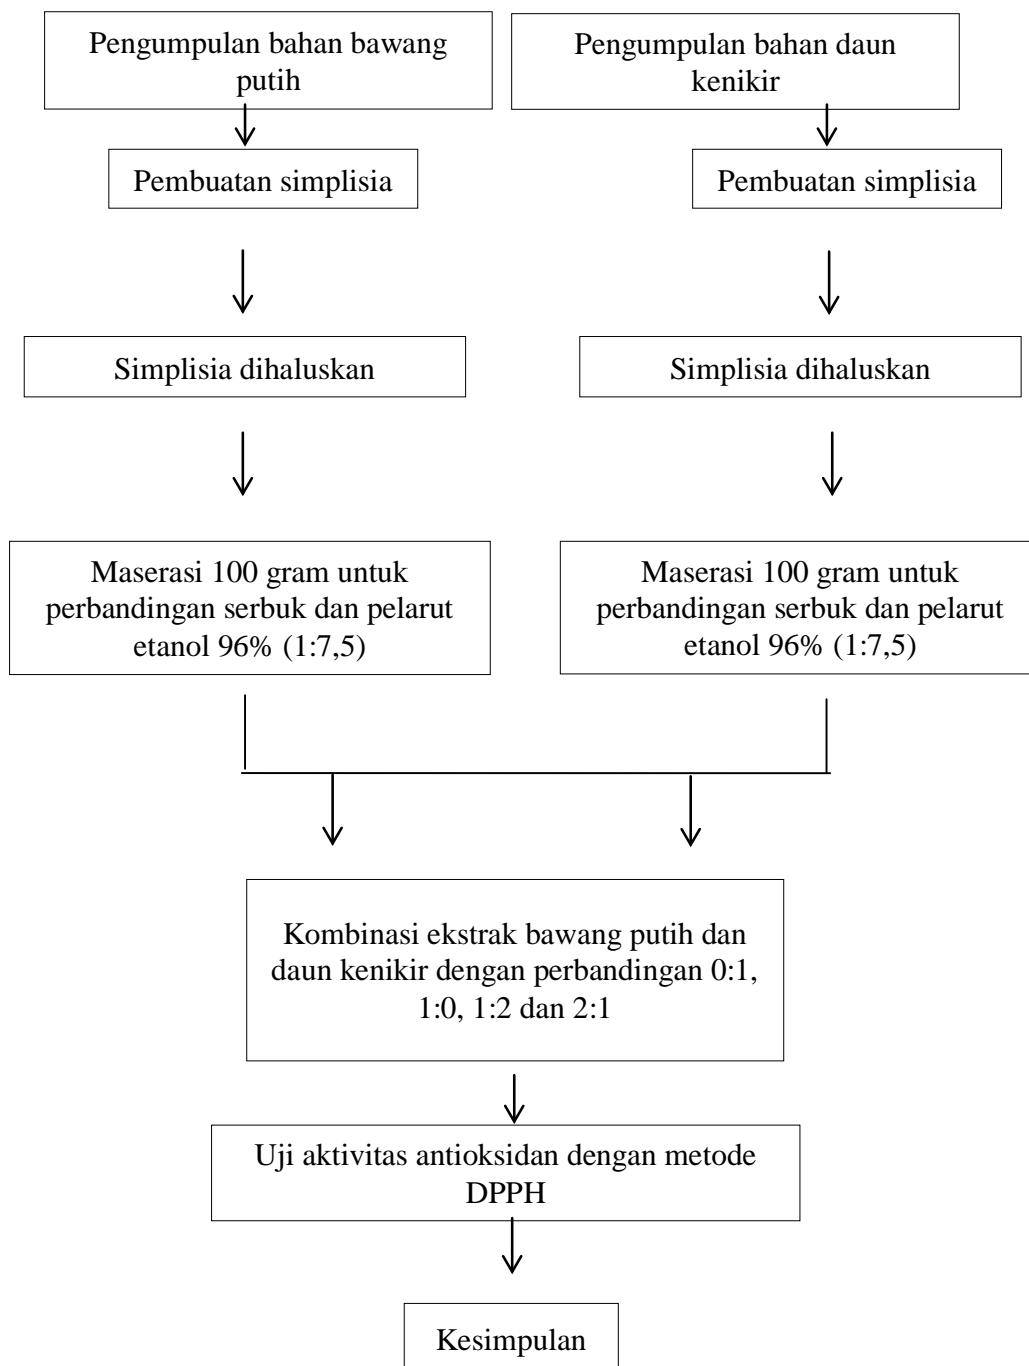 Pengumpulan bahan bawang
putih
Pengumpulan bahan daun
kenikir
Pembuatan simplisia
Pembuatan simplisia
Simplisia dihaluskan
Simplisia dihaluskan
Maserasi 100 gram untuk
perbandingan serbuk dan pelarut
etanol 96% (1:7,5)
Maserasi 100 gram untuk
perbandingan serbuk dan pelarut
etanol 96% (1:7,5)
Kombinasi ekstrak bawang putih dan
daun kenikir dengan perbandingan 0:1,
1:0, 1:2 dan 2:1
Uji aktivitas antioksidan dengan metode
DPPH
Kesimpulan